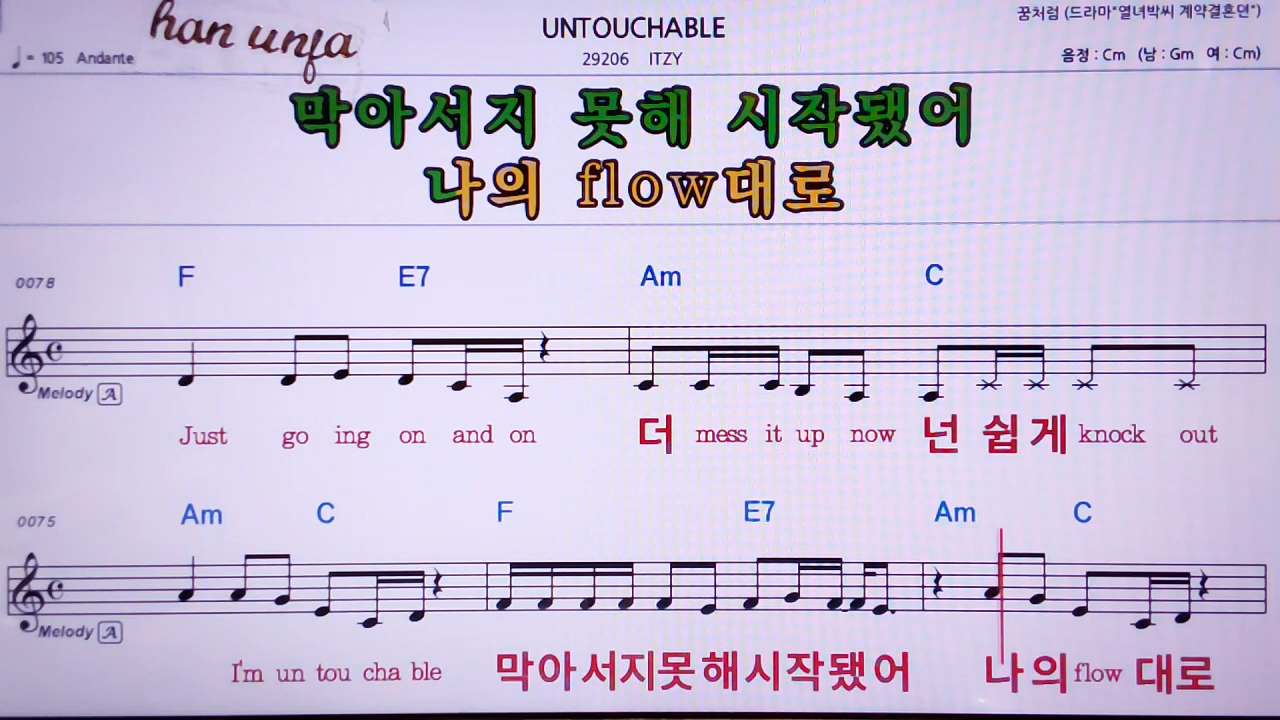 han unja
UNTOUCHABLE
꿈처럼 (드라마"열녀박씨 계약결혼뎐")
♩= 105 Andante
29206 ITZY
음정 : Cm (남 : Gm 여 : Cm)
막아서지 못해 시작됐어
나의 flow대로
0078 F E7 Am C
Melody A
Just go ing on and on 더 mess it up now 넌 쉽 게 knock out
0075 Am C F E7 Am C
Melody A
I'm un tou cha ble 막아서지못해시작됐어 나의 flow 대로